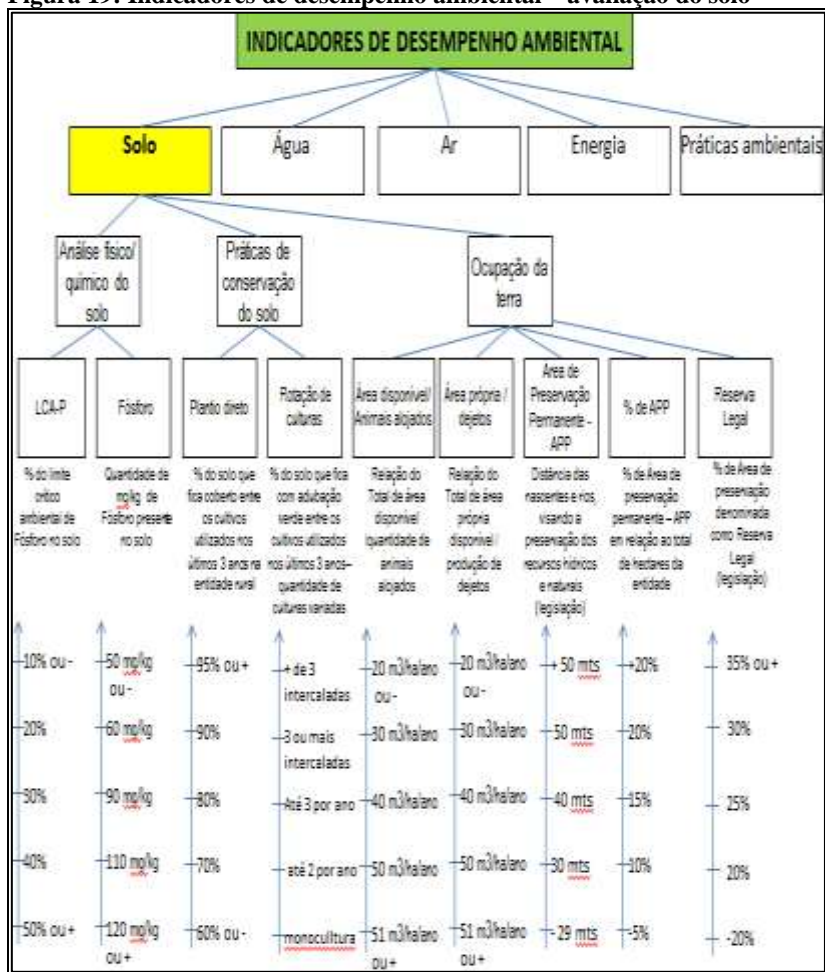 Figura 19: Indicadores de desempenho ambiental – avaliação do solo
INDICADORES DE DESEMPENHO AMBIENTAL
Solo
Água
Ar
Energia
Práticas ambientais
Análise físico/
químico do
solo
Práticas de
conservação
do solo
Ocupação da
terra
LCA-P
Fósforo
Plantio direto
Rotação de
culturas
Área disponível/
Animais alojados
Área própria /
dejetos
Área de
Preservação
Permanente -
APP
% de APP
Reserva
Legal
% do limite
crítico
ambiental de
Fósforo no solo
Quantidade de
mg/kg de
Fósforo presente
no solo
% do solo que
fica coberto entre
os cultivos
utilizados nos
últimos 3 anos na
entidade rural
% do solo que fica
com adubação
verde entre os
cultivos utilizados
nos últimos 3 anos–
quantidade de
culturas variadas
Relação do
Total de área
disponível/
quantidade de
animais
alojados
Relação do
Total de área
própria
disponível /
produção de
dejetos
Distância das
nascentes e rios,
visando a
preservação dos
recursos hídricos
e naturais
(legislação)
% de Área de
preservação
permanente – APP
em relação ao total
de hectares da
entidade
% de Área de
preservação
denominada
como Reserva
Legal
(legislação)
10% ou -
20%
30%
40%
50% ou +
50 mg/kg
ou -
60 mg/kg
90 mg/kg
110 mg/kg
120 mg/kg
ou +
95% ou +
90%
80%
70%
60% ou -
+ de 3
intercaladas
3 ou mais
intercaladas
Até 3 por ano
até 2 por ano
monocultura
20 m3/ha/ano
ou -
30 m3/ha/ano
40 m3/ha/ano
50 m3/ha/ano
51 m3/ha/ano
ou +
20 m3/ha/ano
ou -
30 m3/ha/ano
40 m3/ha/ano
50 m3/ha/ano
51 m3/ha/ano
ou +
+ 50 mts
50 mts
40 mts
30 mts
- 29 mts
+20%
20%
15%
10%
-5%
35% ou +
30%
25%
20%
-20%